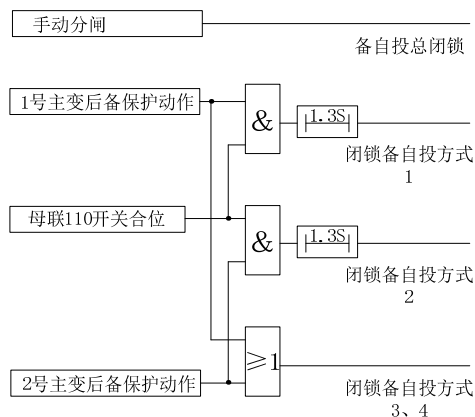 手动分闸
备自投总闭锁
1号主变后备保护动作
&
1.3S
闭锁备自投方式
1
母联110开关合位
&
1.3S
闭锁备自投方式
2
≥1
2号主变后备保护动作
闭锁备自投方式
3、4